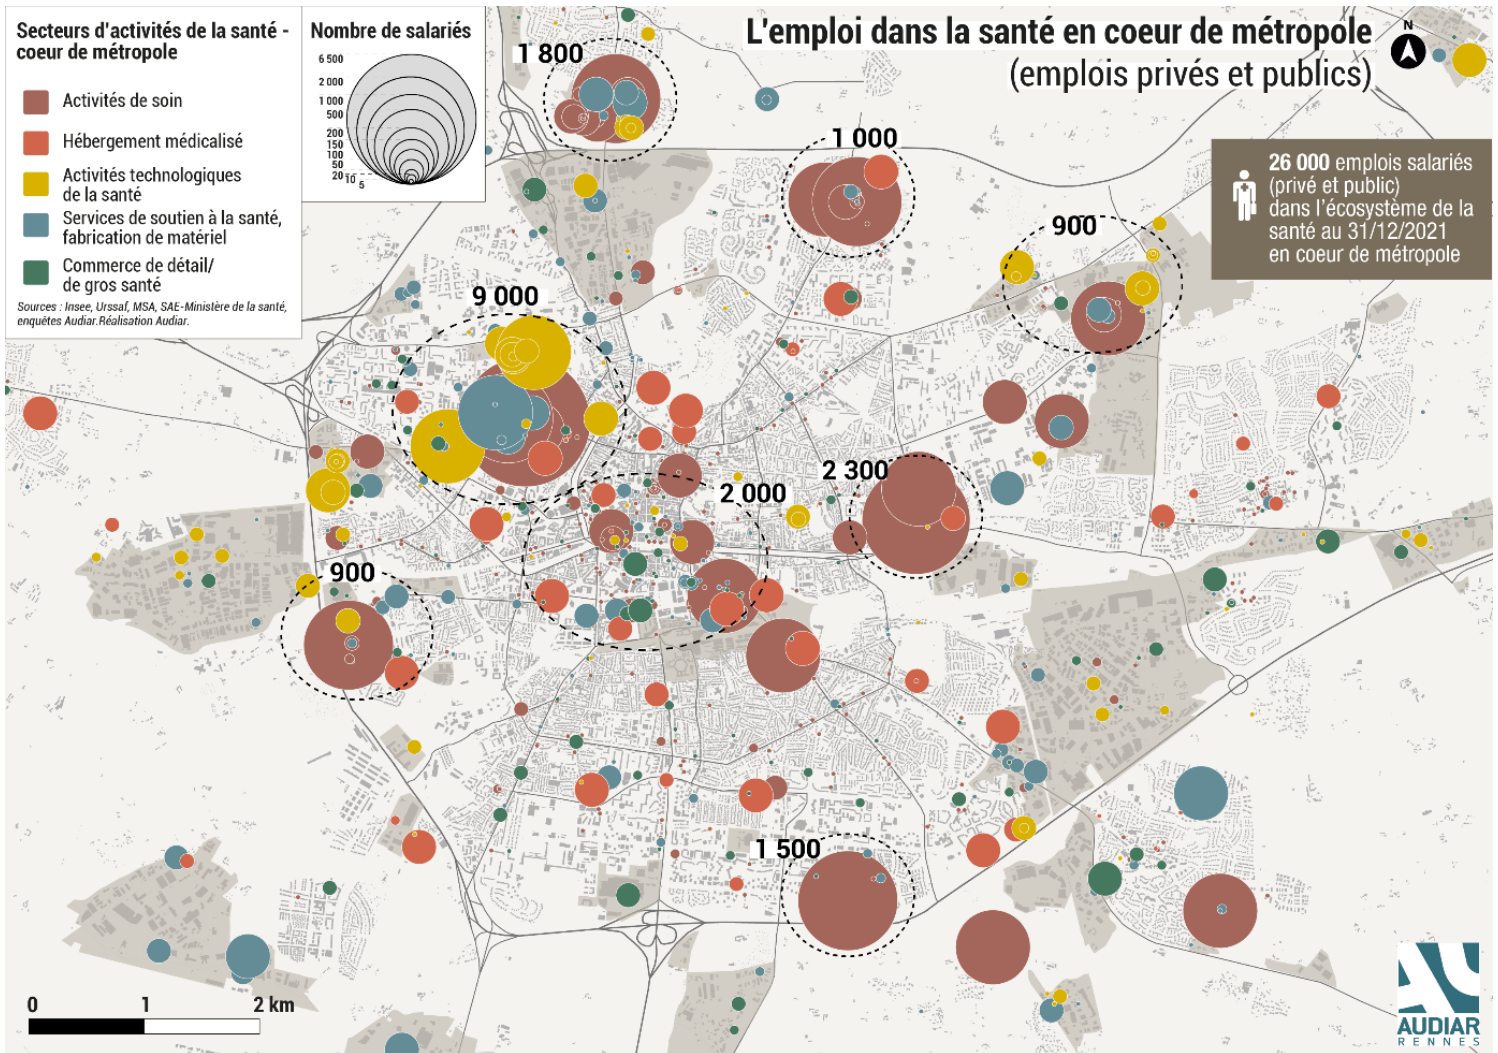 Secteurs d'activités de la santé -
coeur de métropole
Activités de soin
Hébergement médicalisé
Activités technologiques
de la santé
Services de soutien à la santé,
fabrication de matériel
Commerce de détail/
de gros santé
Sources : Insee, Urssaf, MSA, SAE-Ministère de la santé,
enquêtes Audiar.Réalisation Audiar.
Nombre de salariés
6 500
2 000
1 000
500
200
150
100
50
20
10
5
L'emploi dans la santé en coeur de métropole
(emplois privés et publics)
N
26 000 emplois salariés
(privé et public)
dans l'écosystème de la
santé au 31/12/2021
en coeur de métropole
1 800
1 000
900
9 000
2 300
2 000
900
1 500
0 1 2 km
AUDIAR
RENNES